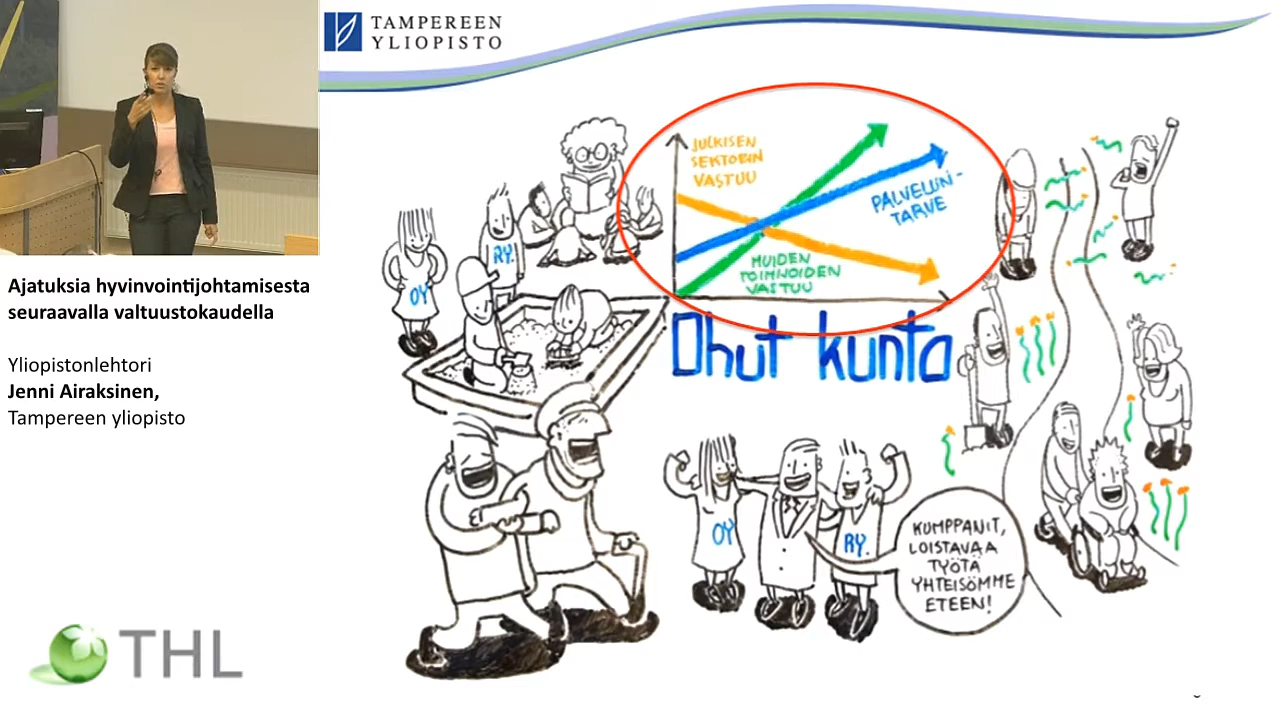 TAMPEREEN
YLIOPISTO
Ajatuksia hyvinvointijohtamisesta
seuraavalla valtuustokaudella
Yliopistonlehtori
Jenni Airaksinen,
Tampereen yliopisto
THL
JULKISEN
SEKTORIN
VASTUU
PALVELUN-
TARVE
MUIDEN
TOIMIJOIDEN
VASTUU
Ohut kunta
RY.
OY
OY
RY.
KUMPPANIT,
LOISTAVAA
TYÖTÄ
YHTEISÖMME
ETEEN!